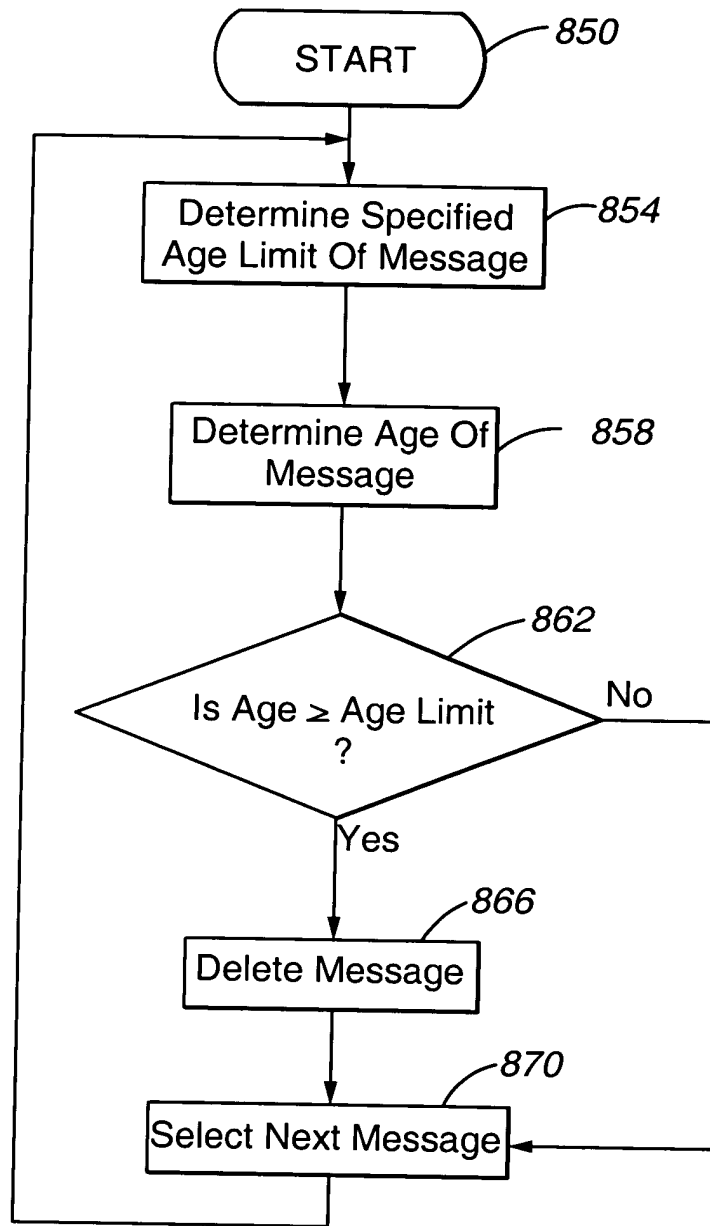 START
850
Determine Specified
Age Limit Of Message
854
Determine Age Of
Message
858
862
Is Age ≥ Age Limit
?
No
Yes
866
Delete Message
870
Select Next Message